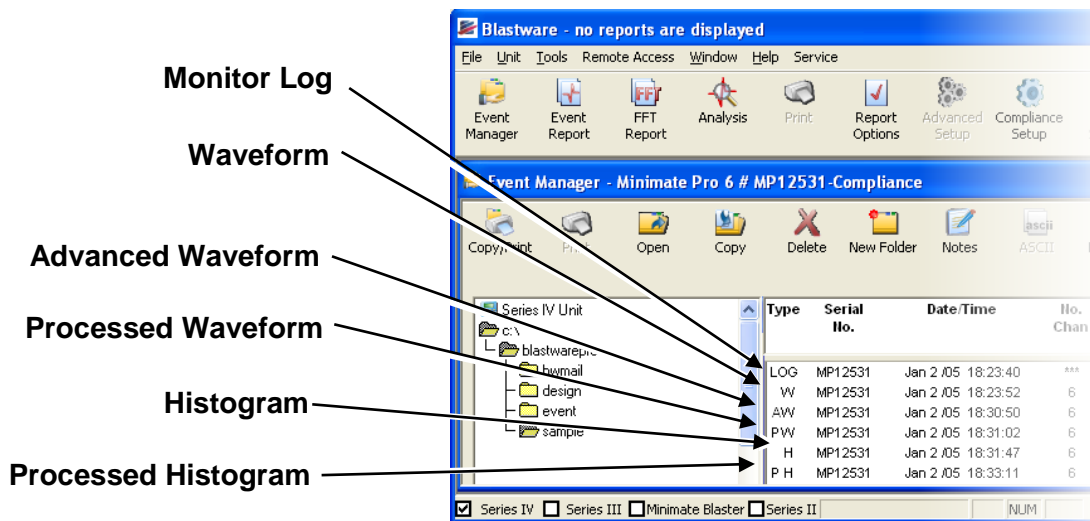 Monitor Log
Waveform
Advanced Waveform
Processed Waveform
Histogram
Processed Histogram
Blastware - no reports are displayed
File Unit Tools Remote Access Window Help Service
Event Manager
Event Report
FFT
FFT Report
Analysis
Print
Report Options
Advanced Setup
Compliance Setup
Event Manager - Minimate Pro 6 # MP12531-Compliance
Copy/Print
Print
Open
Copy
Delete
New Folder
Notes
ascii
ASCII
Series IV Unit
c:\
bwmail
design
event
sample
Type Serial No. Date/Time No. Chan
LOG MP12531 Jan 2 /05 18:23:40 ***
W MP12531 Jan 2 /05 18:23:52 6
AW MP12531 Jan 2 /05 18:30:50 6
PW MP12531 Jan 2 /05 18:31:02 6
H MP12531 Jan 2 /05 18:31:47 6
P H MP12531 Jan 2 /05 18:33:11 6
Series IV Series III Minimate Blaster Series II NUM